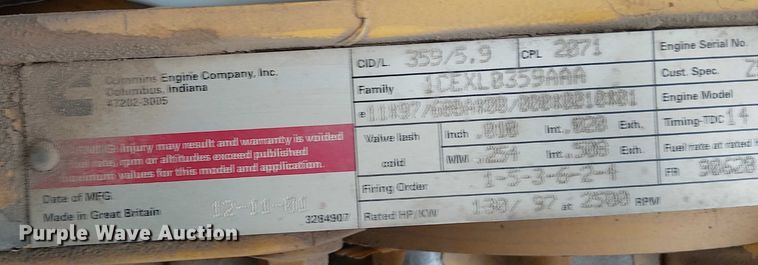 Cummins Engine Company, Inc.
Columbus, Indiana
47202-3005
Injury may result and warranty is voided
rate, rpm or altitudes exceed published
maximum values for this model and application.
Date of MFG.
12-11-01
Made in Great Britain
3284907
CID/L. 359/5.9 CPL 2071
Family 1CEXL0359AAA
Valve lash
cold
Inch .010 Int. .020 Exh.
MM .254 Int. .508 Exh.
Firing Order 1-5-3-6-2-4
Rated HP/KW 130/ 97 at 2500 RPM
Engine Serial No.
Cust. Spec.
Engine Model
Timing-TDC 14
Fuel rate at rated
FR 90628
Purple Wave Auction